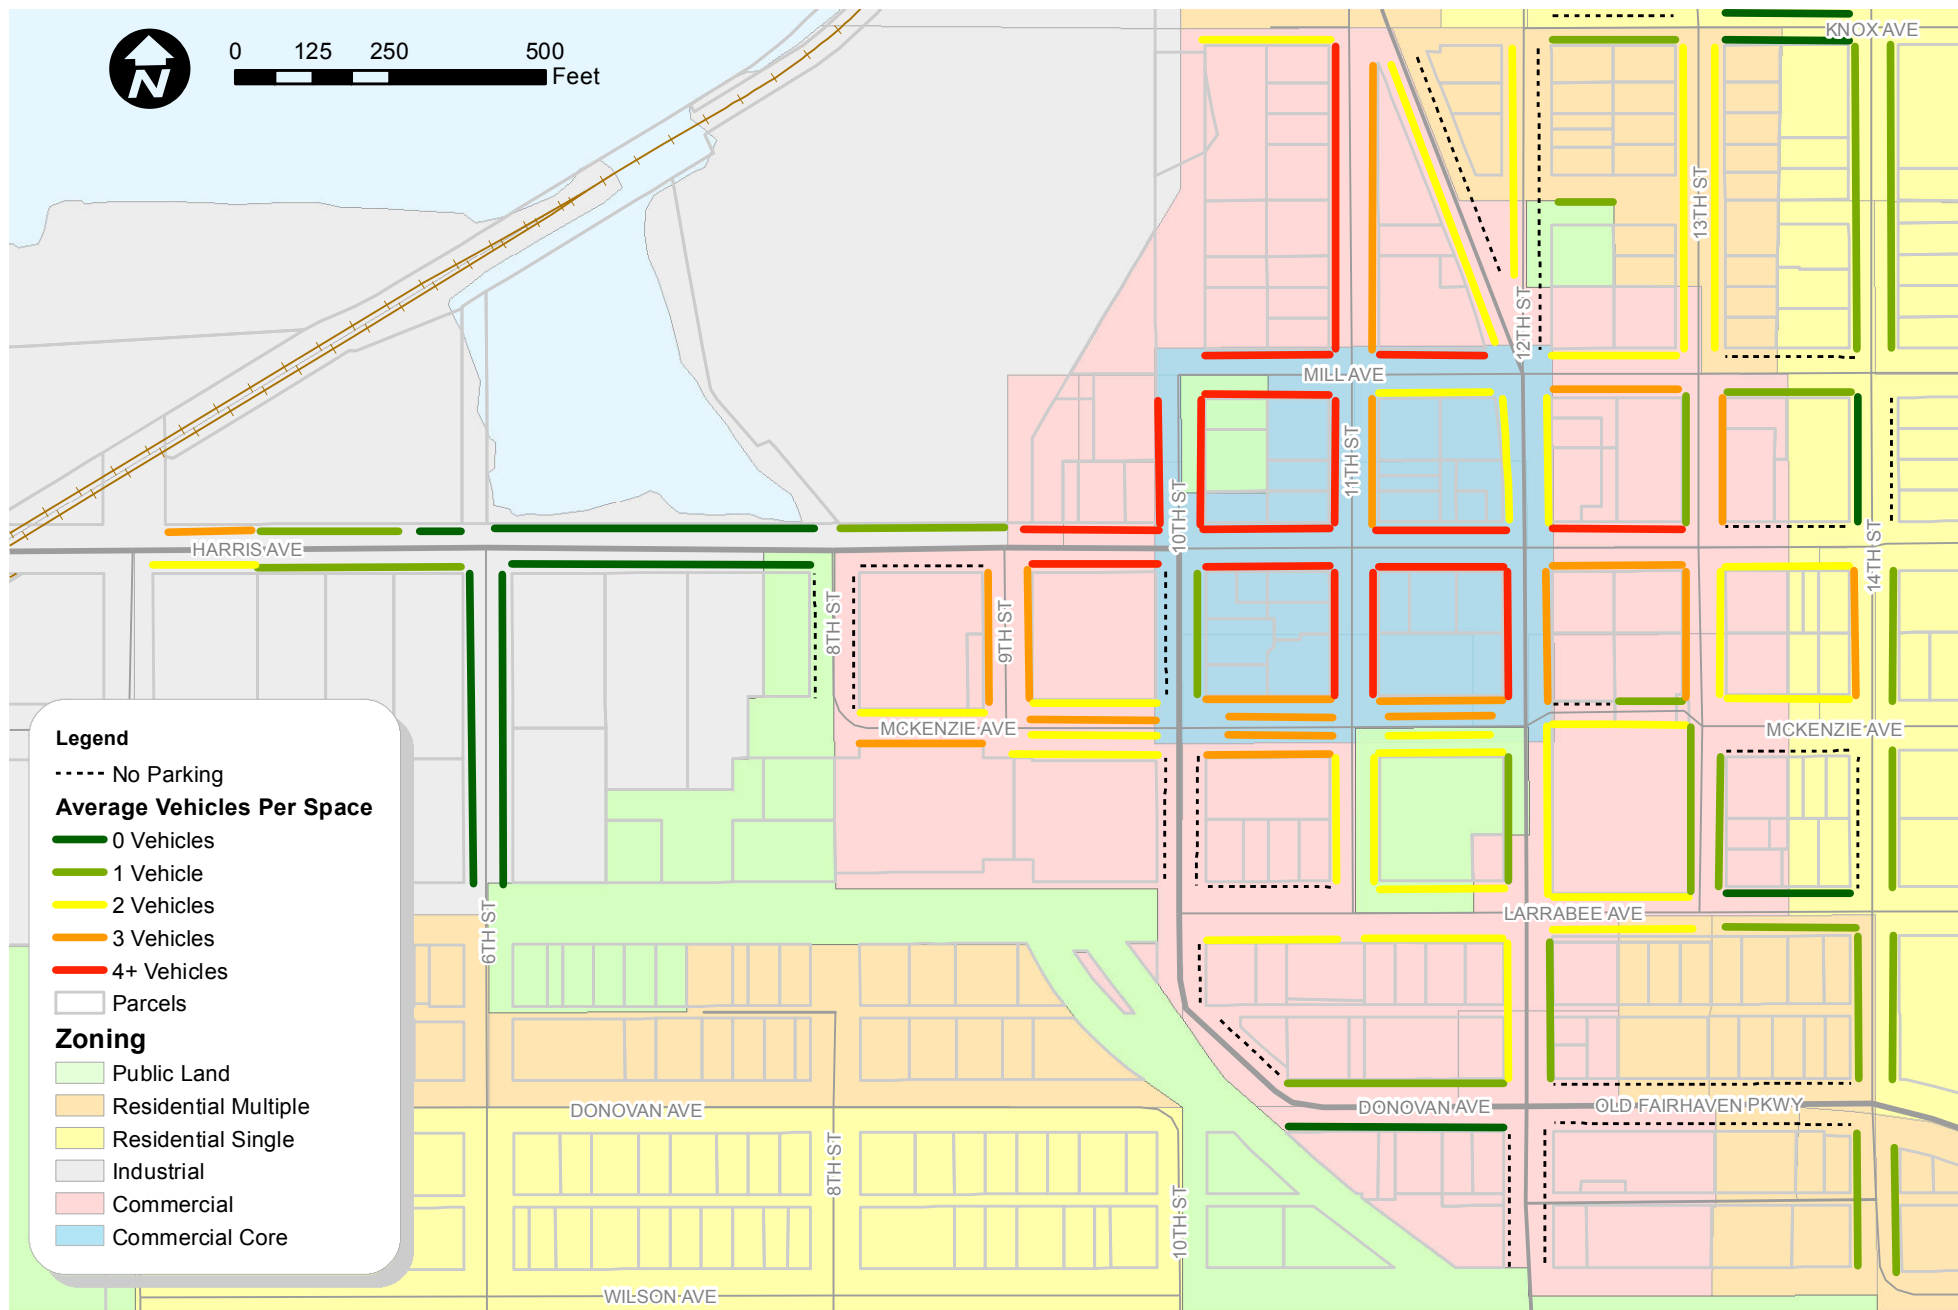 N
0 125 250 500
Feet
KNOX AVE
13TH ST
12TH ST
MILL AVE
11TH ST
10TH ST
14TH ST
HARRIS AVE
8TH ST
9TH ST
MCKENZIE AVE
MCKENZIE AVE
LARRABEE AVE
6TH ST
DONOVAN AVE
DONOVAN AVE
OLD FAIRHAVEN PKWY
8TH ST
10TH ST
WILSON AVE
Legend
No Parking
Average Vehicles Per Space
0 Vehicles
1 Vehicle
2 Vehicles
3 Vehicles
4+ Vehicles
Parcels
Zoning
Public Land
Residential Multiple
Residential Single
Industrial
Commercial
Commercial Core